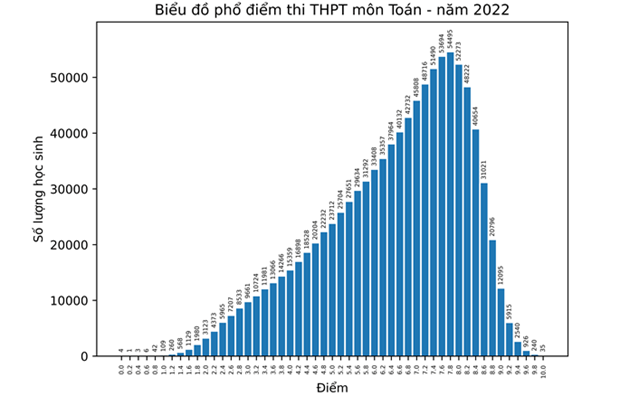 Biểu đồ phổ điểm thi THPT môn Toán - năm 2022
Số lượng học sinh
50000
40000
30000
20000
10000
0
4 1 3 6 42 109 260 568 1129 1980 3123 4373 5965 7207 8533 9661 10724 11981 13066 14266 15359 16898 18528 20204 22232 23712 25704 27651 29634 31292 33408 35357 37964 40132 42732 45808 48716 51490 53694 54495 52273 48222 40654 31021 20796 12095 5915 2540 926 240 35
0.0 0.2 0.4 0.6 0.8 1.0 1.2 1.4 1.6 1.8 2.0 2.2 2.4 2.6 2.8 3.0 3.2 3.4 3.6 3.8 4.0 4.2 4.4 4.6 4.8 5.0 5.2 5.4 5.6 5.8 6.0 6.2 6.4 6.6 6.8 7.0 7.2 7.4 7.6 7.8 8.0 8.2 8.4 8.6 8.8 9.0 9.2 9.4 9.6 9.8 10.0
Điểm